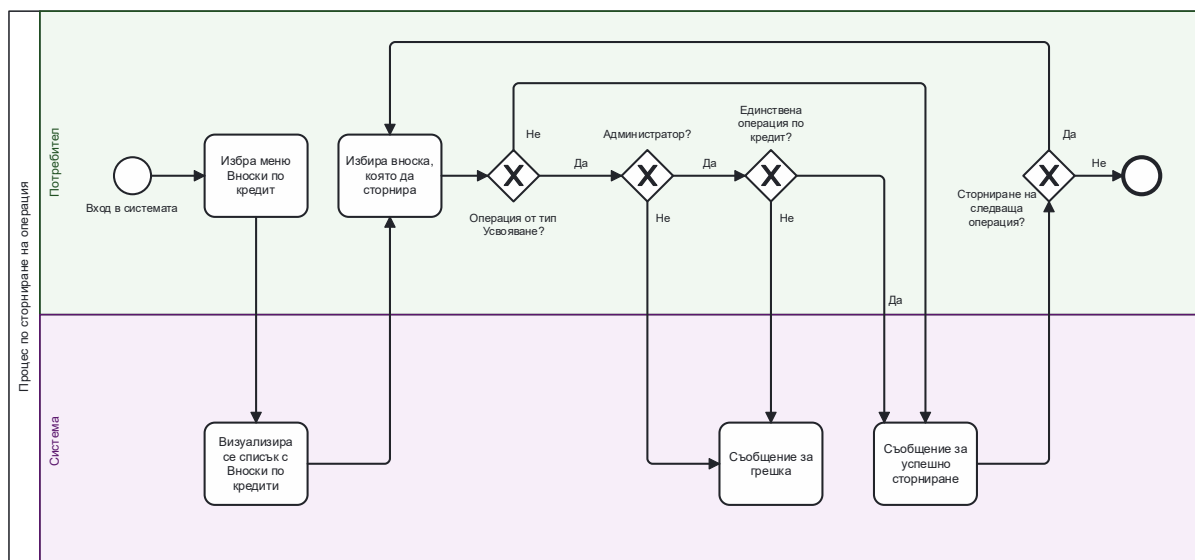 Процес по сторниране на операция
Потребител
Вход в системата
Избра меню
Вноски по
кредит
Избира вноска,
която да
сторнира
Не
Да
Операция от тип
Усвояване?
Администратор?
Да
Не
Единствена
операция по
кредит?
Не
Да
Сторниране на
следваща
операция?
Да
Не
Система
Визуализира
се списък с
Вноски по
кредити
Съобщение за
грешка
Съобщение за
успешно
сторниране